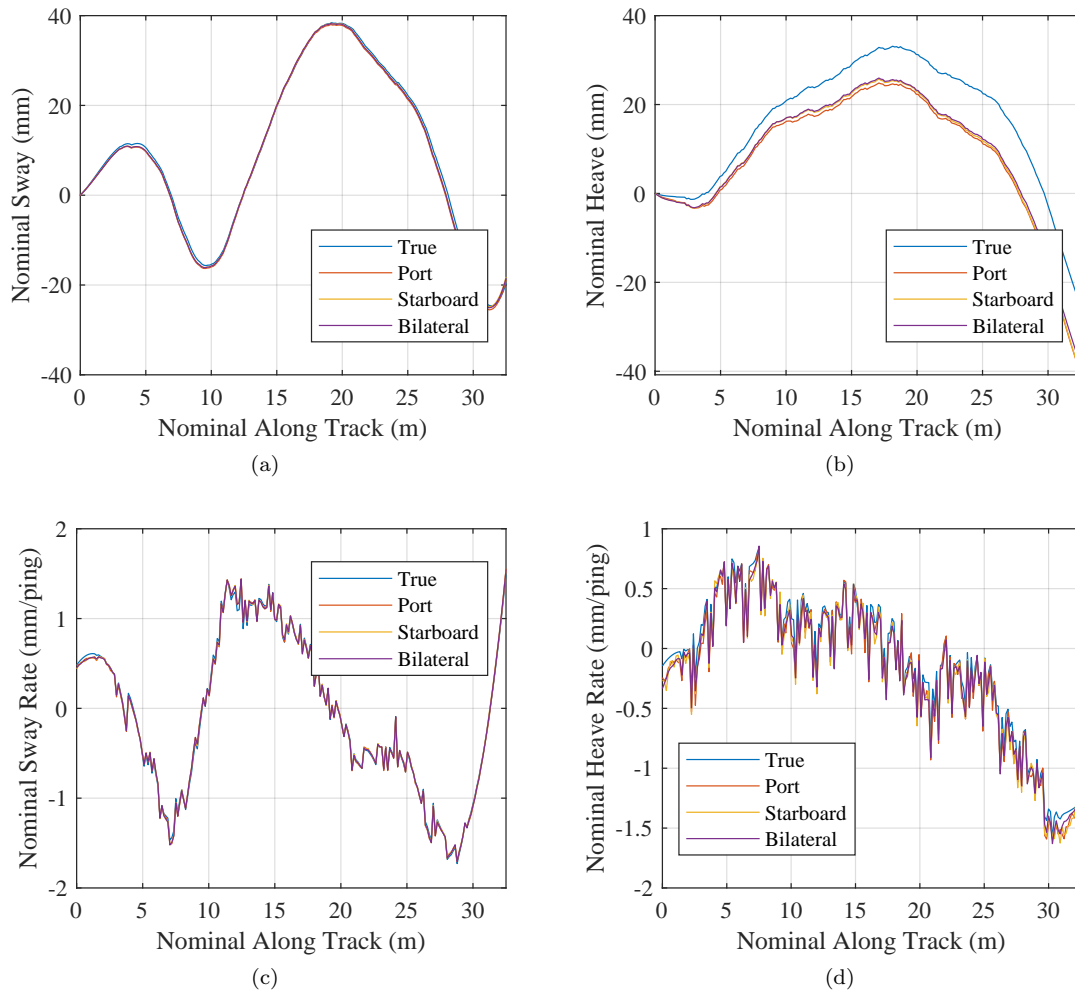 40
20
0
-20
-40
Nominal Sway (mm)
True
Port
Starboard
Bilateral
0 5 10 15 20 25 30
Nominal Along Track (m)
(a)
40
20
0
-20
-40
Nominal Heave (mm)
True
Port
Starboard
Bilateral
0 5 10 15 20 25 30
Nominal Along Track (m)
(b)
2
1
0
-1
-2
Nominal Sway Rate (mm/ping)
True
Port
Starboard
Bilateral
0 5 10 15 20 25 30
Nominal Along Track (m)
(c)
1
0.5
0
-0.5
-1
-1.5
-2
Nominal Heave Rate (mm/ping)
True
Port
Starboard
Bilateral
0 5 10 15 20 25 30
Nominal Along Track (m)
(d)